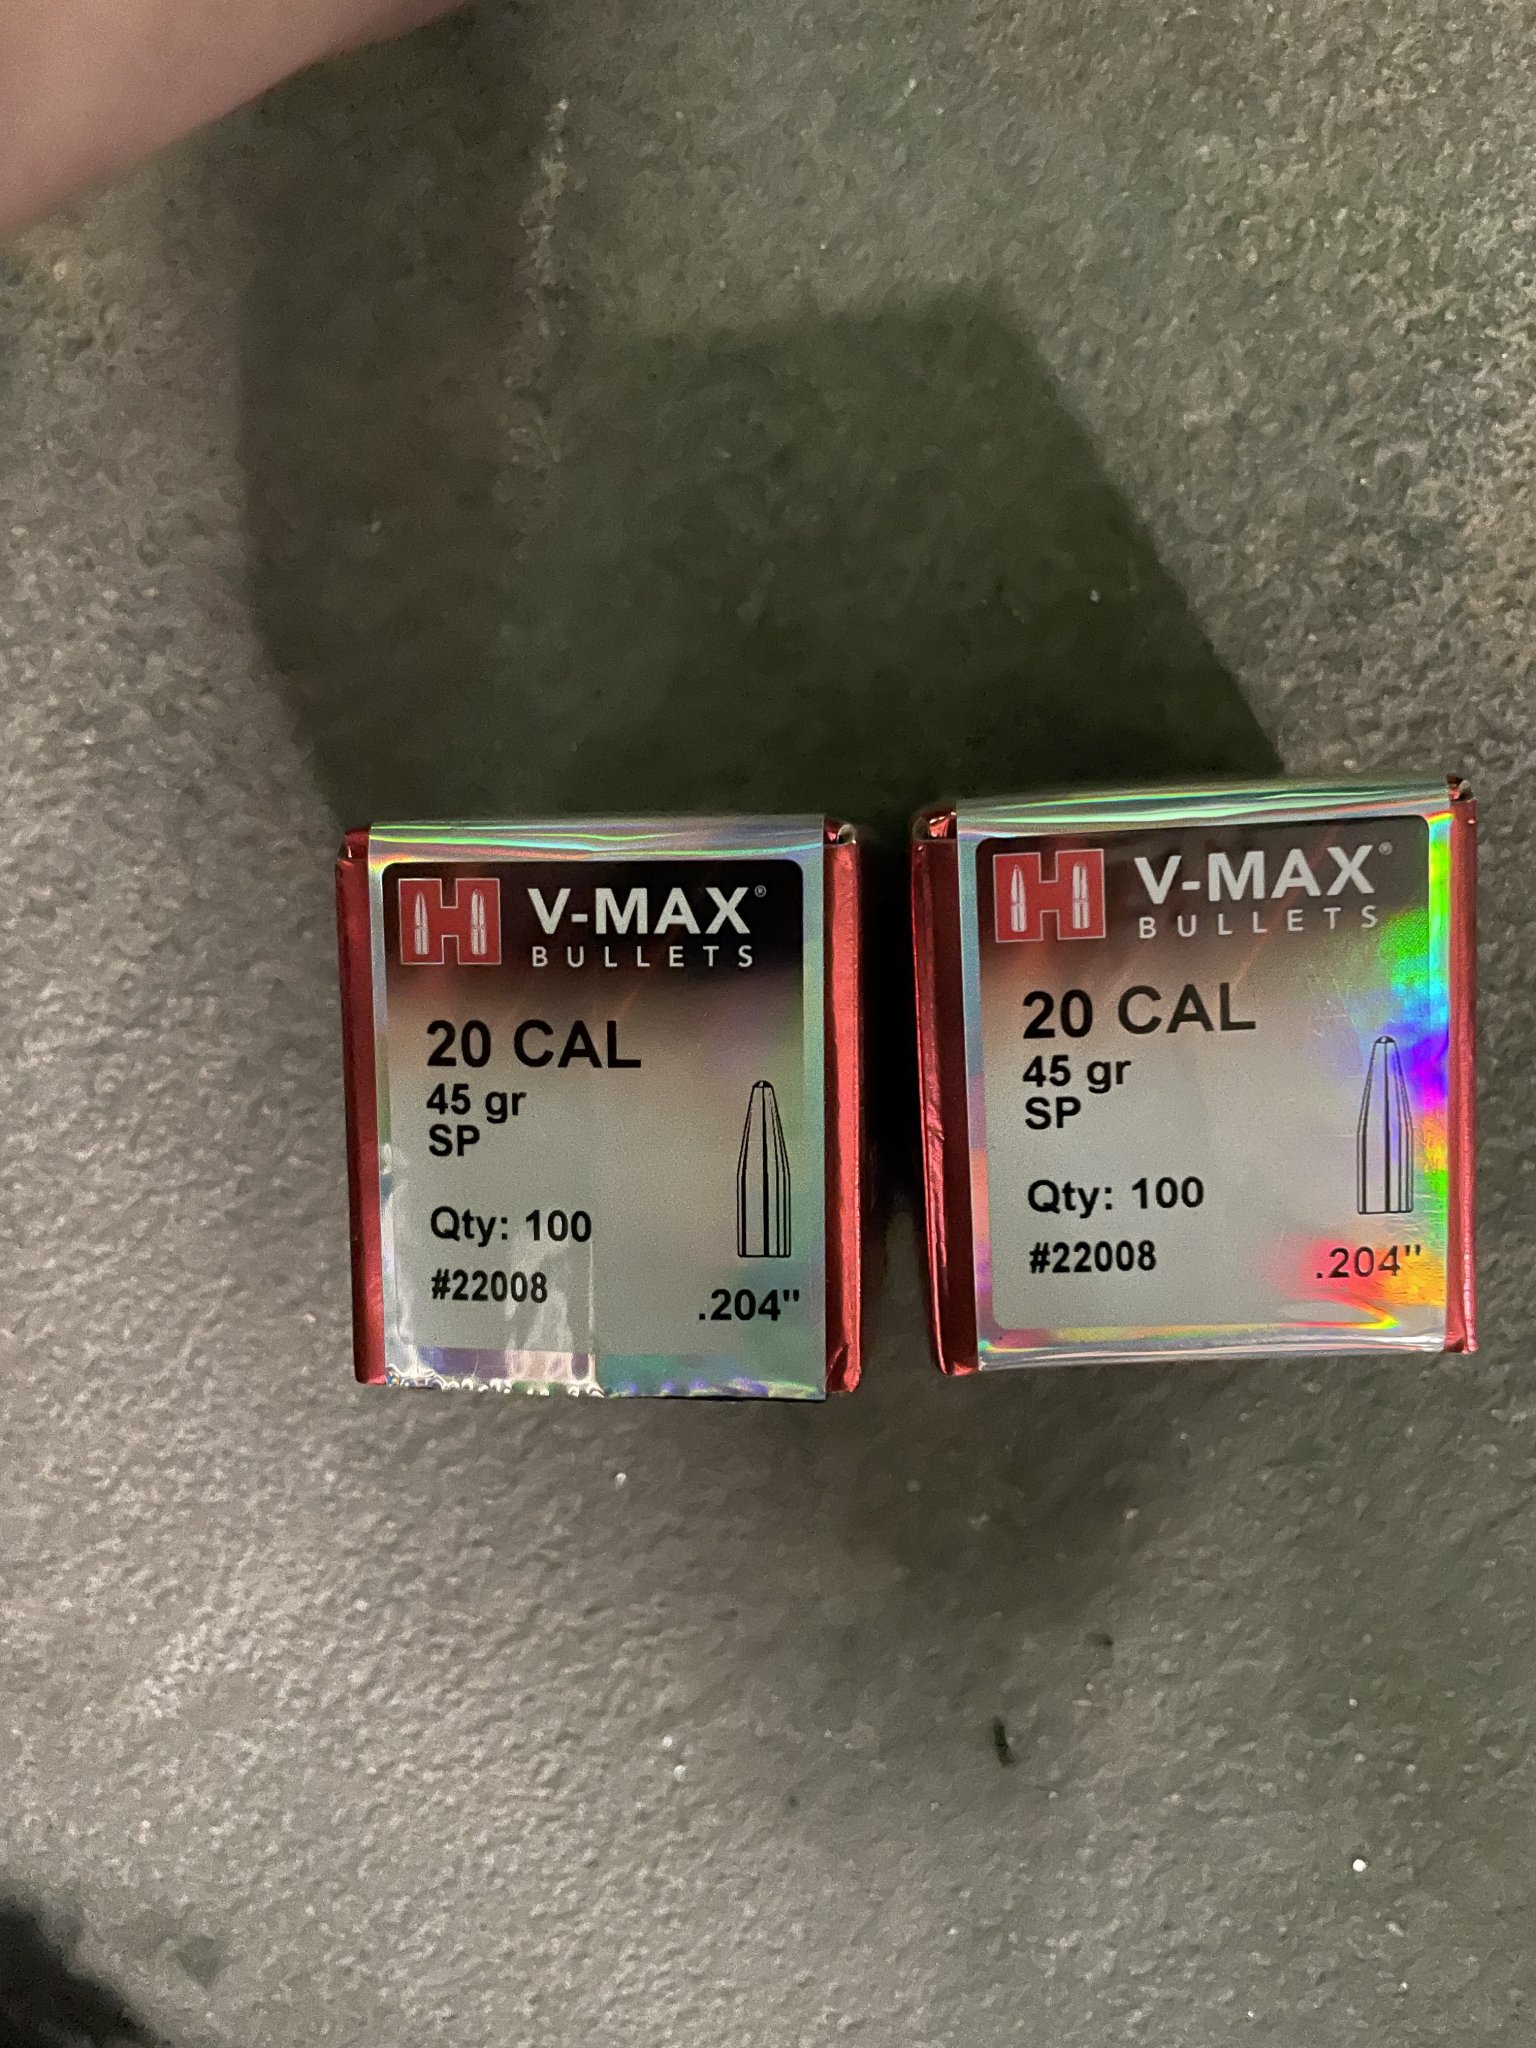 V-MAX®
BULLETS
20 CAL
45 gr
SP
Qty: 100
#22008
.204"
V-MAX®
BULLETS
20 CAL
45 gr
SP
Qty: 100
#22008
.204"